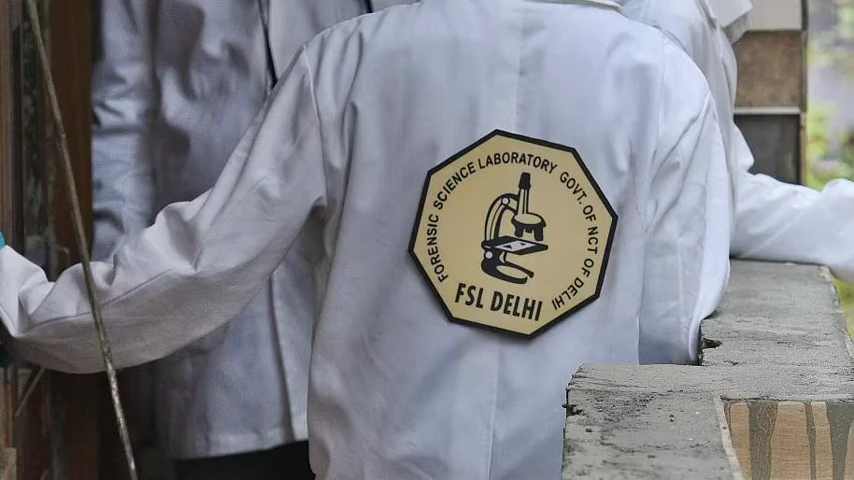 FORENSIC SCIENCE LABORATORY GOVT. OF NCT OF DELHI
FSL DELHI